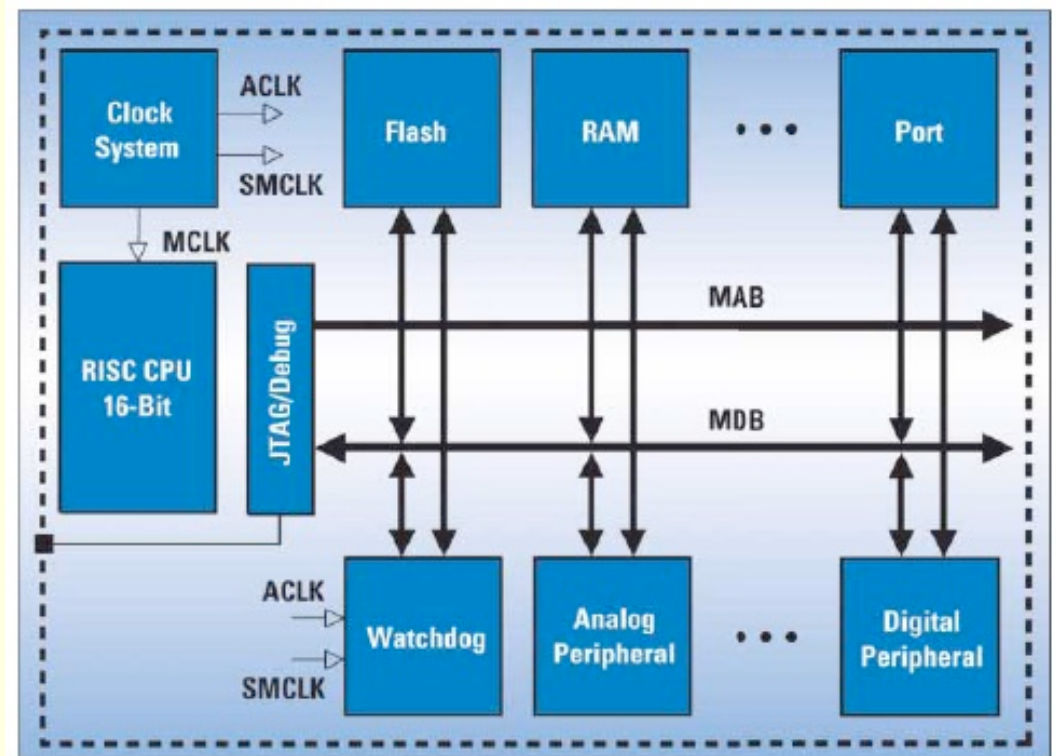 Clock
System
ACLK
SMCLK
Flash
RAM
• • •
Port
MCLK
RISC CPU
16-Bit
JTAG/Debug
MAB
MDB
ACLK
SMCLK
Watchdog
Analog
Peripheral
• • •
Digital
Peripheral